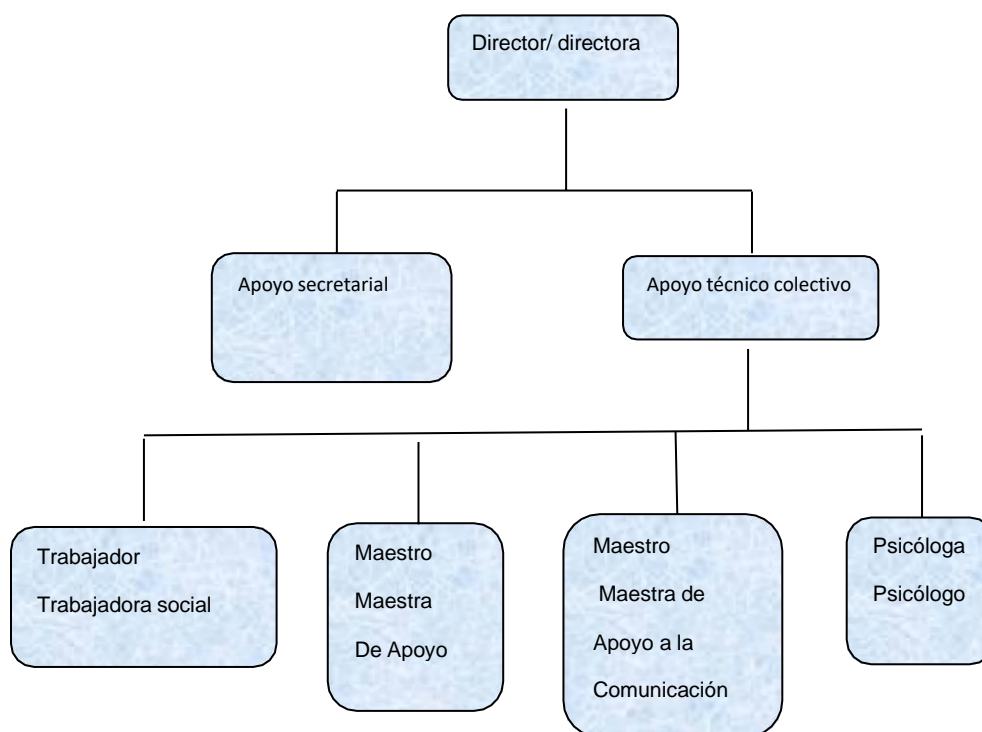 Director/ directora
Apoyo secretarial
Apoyo técnico colectivo
Trabajador
Trabajadora social
Maestro
Maestra
De Apoyo
Maestro
Maestra de
Apoyo a la
Comunicación
Psicóloga
Psicólogo